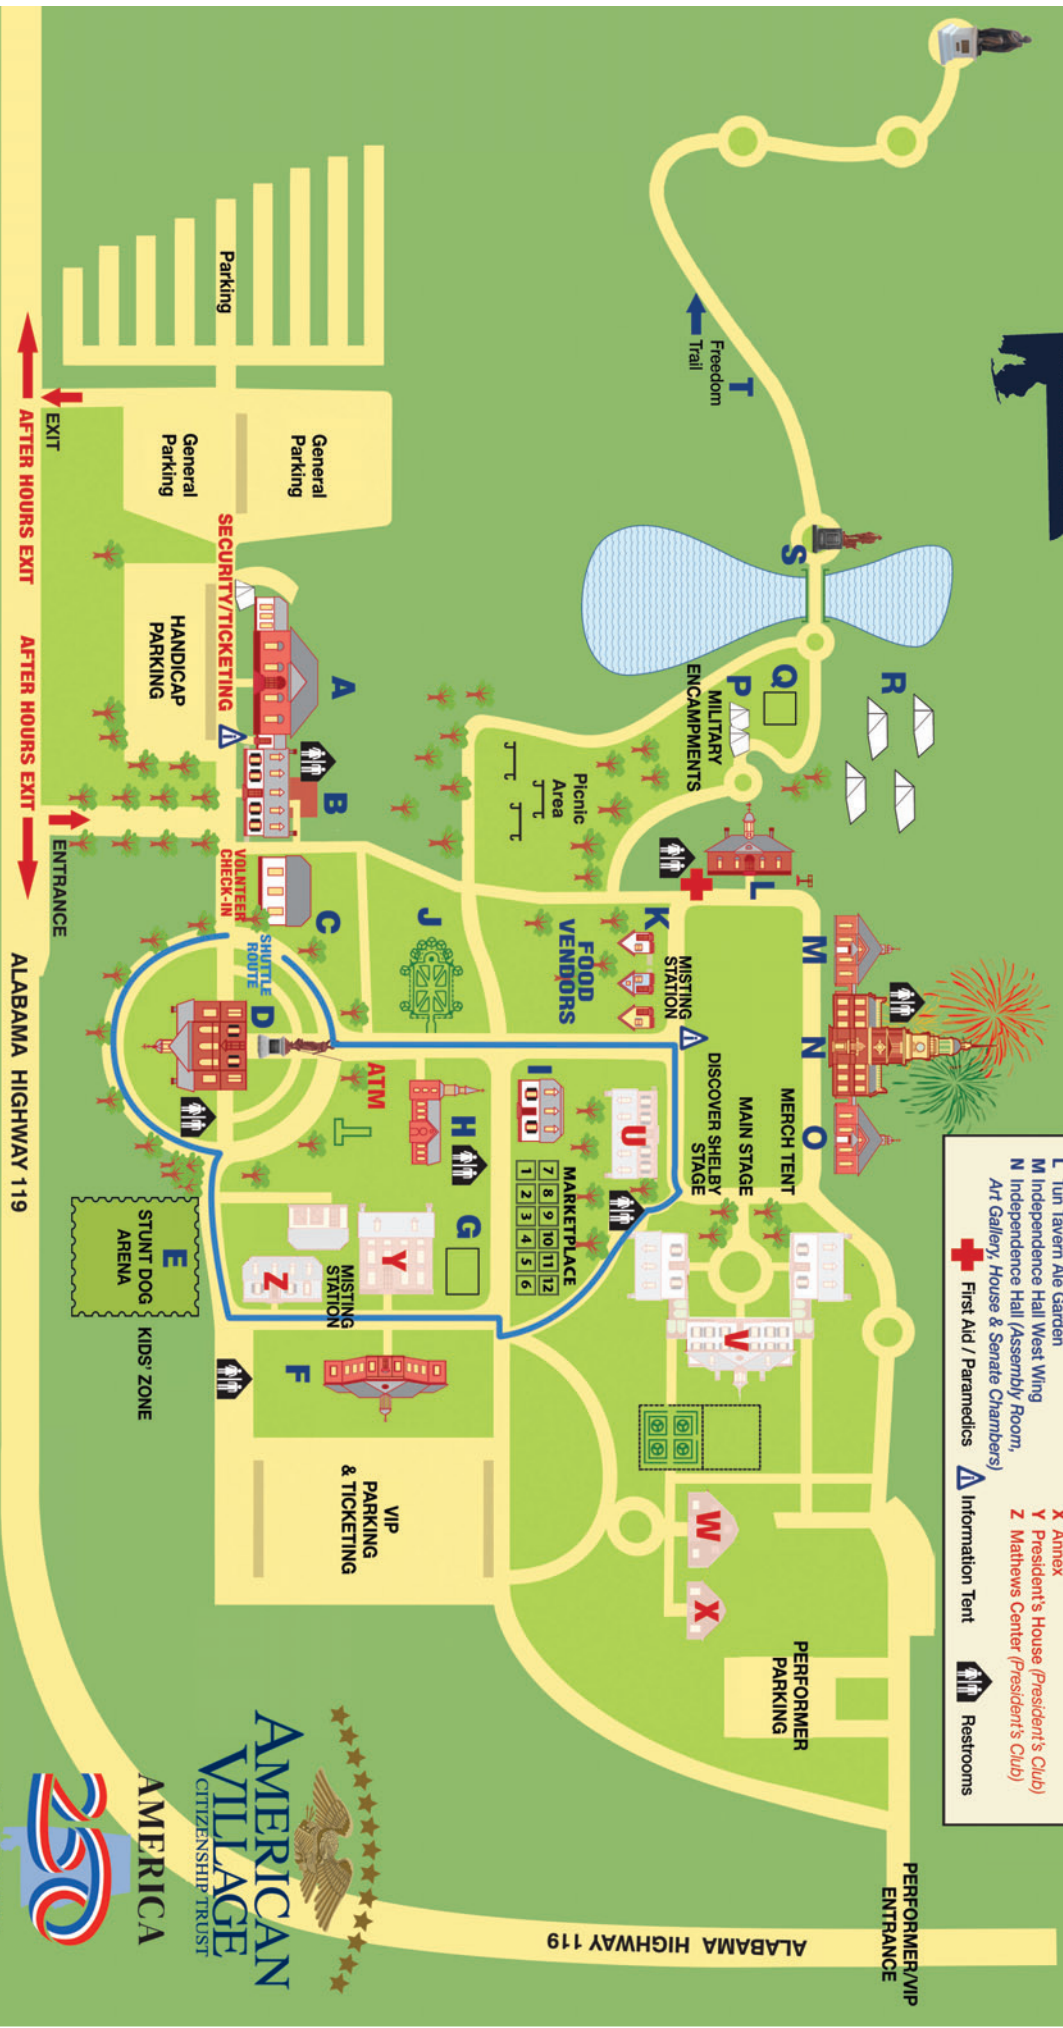 L Tun Tavern Ale Garden
M Independence Hall West Wing
N Independence Hall (Assembly Room,
Art Gallery, House & Senate Chambers)
X Annex
Y President's House (President's Club)
Z Mathews Center (President's Club)
First Aid / Paramedics
i Information Tent
Restrooms
PERFORMER/VIP
ENTRANCE
R
M
N
O
S
Q
P
MILITARY
ENCAMPMENTS
T
Freedom
Trail
L
MERCH TENT
MAIN STAGE
DISCOVER SHELBY
STAGE
PERFORMER
PARKING
V
W
X
K
MISTING
STATION
i
U
FOOD
VENDORS
Picnic
Area
I
MARKETPLACE
7 8 9 10 11 12
1 2 3 4 5 6
ALABAMA HIGHWAY 119
J
H
G
Y
ATM
MISTING
STATION
Z
F
VIP
PARKING
& TICKETING
A
B
C
D
General
Parking
General
Parking
Parking
SECURITY/TICKETING
i
HANDICAP
PARKING
VOLNTEER
CHECK-IN
SHUTTLE
ROUTE
E
STUNT DOG
ARENA
KIDS' ZONE
EXIT
ENTRANCE
AFTER HOURS EXIT
AFTER HOURS EXIT
ALABAMA HIGHWAY 119
AMERICAN
VILLAGE
CITIZENSHIP TRUST
AMERICA
250